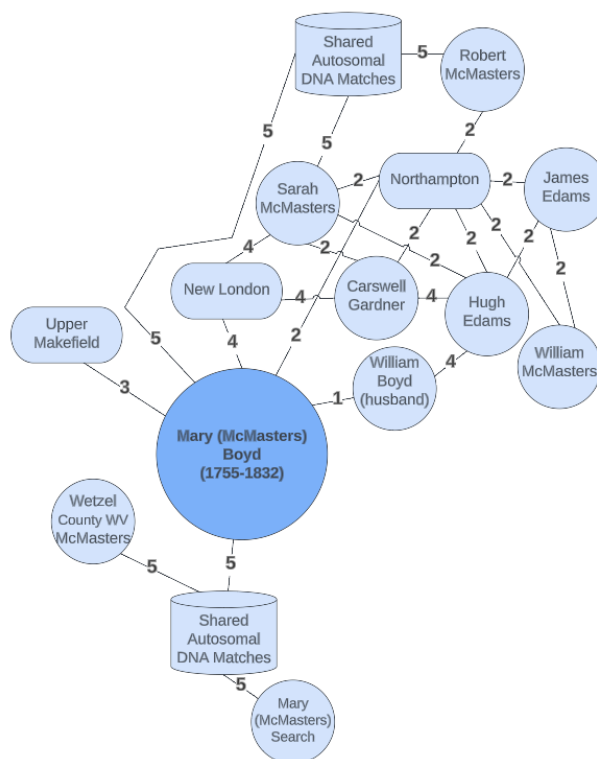 Shared
Autosomal
DNA Matches
5
Robert
McMasters
5
5
2
Sarah
McMasters
2
Northampton
2
James
Edams
4
2
2
2
2
2
2
2
New London
4
Carswell
Gardner
4
Hugh
Edams
Upper
Makefield
5
4
2
William
Boyd
(husband)
4
William
McMasters
3
1
Mary (McMasters)
Boyd
(1755-1832)
Wetzel
County WV
McMasters
5
5
Shared
Autosomal
DNA Matches
5
Mary
(McMasters)
Search